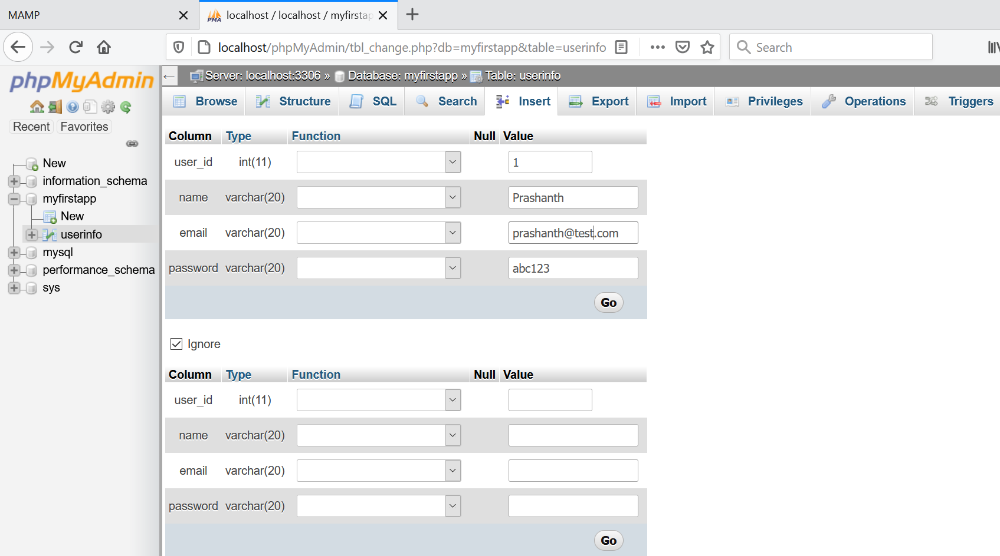 MAMP
localhost / localhost / myfirstap
localhost/phpMyAdmin/tbl_change.php?db=myfirstapp&table=userinfo
Search
phpMyAdmin
Recent Favorites
New
information_schema
myfirstapp
New
userinfo
mysql
performance_schema
sys
Server: localhost:3306 » Database: myfirstapp » Table: userinfo
Browse Structure SQL Search Insert Export Import Privileges Operations Triggers
Column Type Function Null Value
user_id int(11) 1
name varchar(20) Prashanth
email varchar(20) prashanth@test.com
password varchar(20) abc123
Go
Ignore
Column Type Function Null Value
user_id int(11)
name varchar(20)
email varchar(20)
password varchar(20)
Go